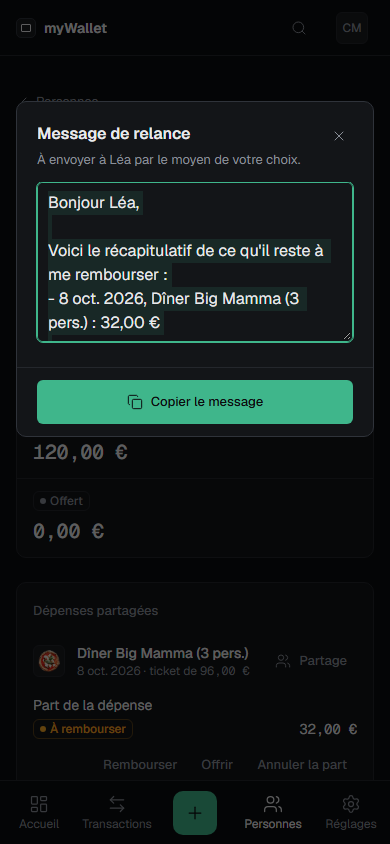 myWallet
CM
Personnes
Message de relance
À envoyer à Léa par le moyen de votre choix.
Bonjour Léa,
Voici le récapitulatif de ce qu'il reste à
me rembourser :
- 8 oct. 2026, Dîner Big Mamma (3
pers.) : 32,00 €
Copier le message
120,00 €
Offert
0,00 €
Dépenses partagées
Dîner Big Mamma (3 pers.)
8 oct. 2026 · ticket de 96,00 €
Partage
Part de la dépense
À rembourser
32,00 €
Rembourser
Offrir
Annuler la part
Accueil
Transactions
Personnes
Réglages